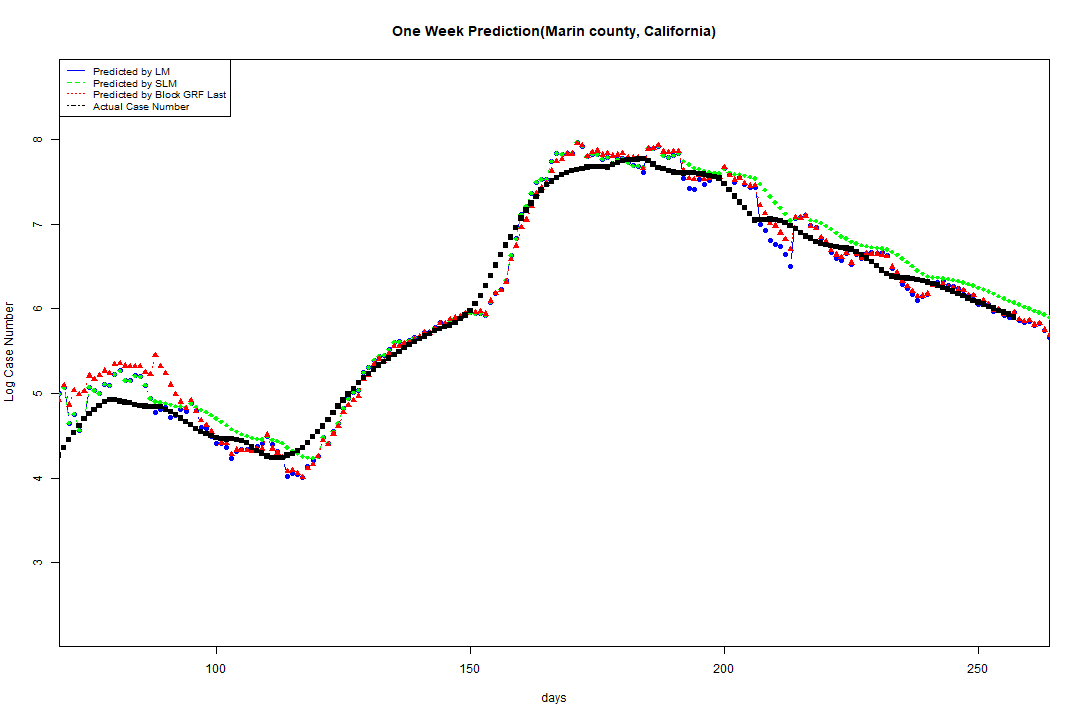 One Week Prediction(Marin county, California)
Predicted by LM
Predicted by SLM
Predicted by Block GRF Last
Actual Case Number
8
7
6
5
4
3
Log Case Number
100
150
200
250
days